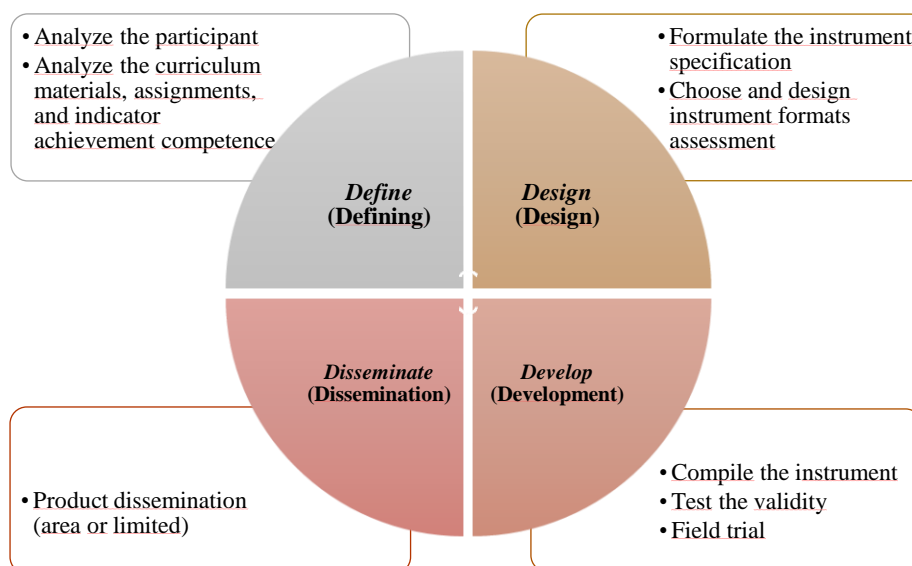 • Analyze the participant
• Analyze the curriculum
materials, assignments,
and indicator
achievement competence
• Formulate the instrument
specification
• Choose and design
instrument formats
assessment
Define
(Defining)
Design
(Design)
Disseminate
(Dissemination)
Develop
(Development)
• Product dissemination
(area or limited)
• Compile the instrument
• Test the validity
• Field trial